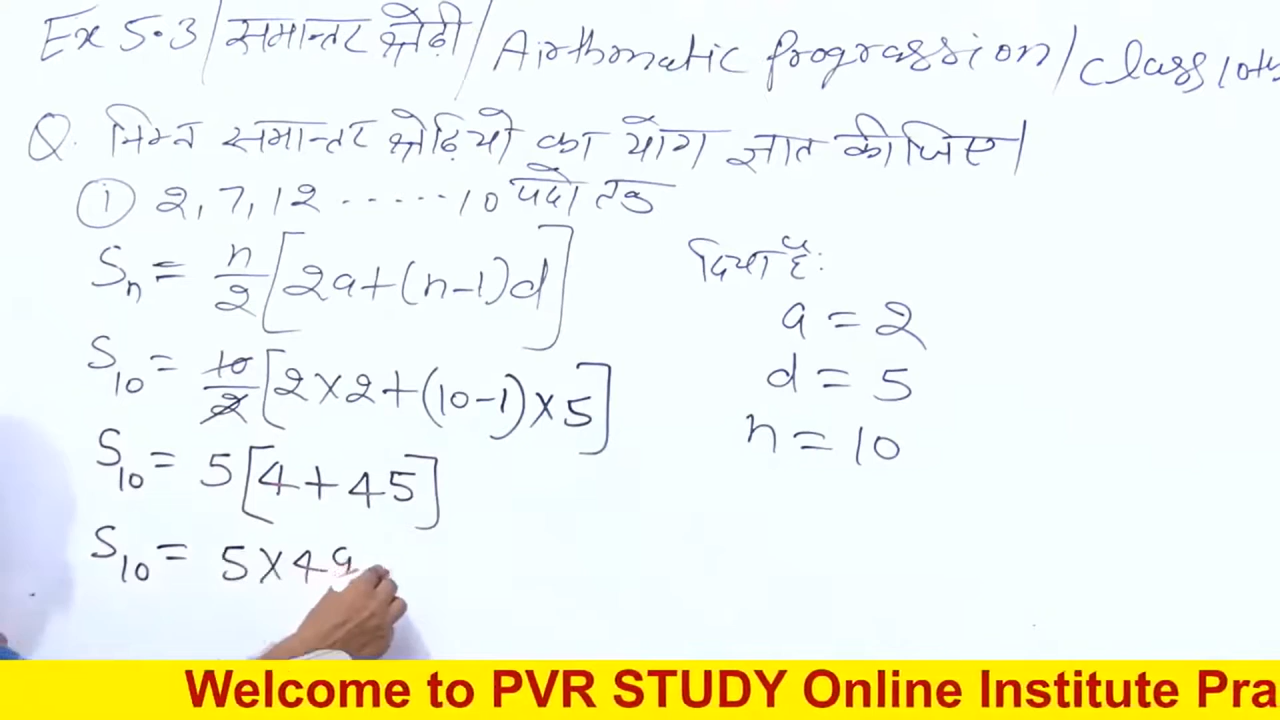 Ex 5.3/समान्तर श्रेढ़ी/Airthmatic Prograssion/Class 10th
Q. निम्न समान्तर श्रेढ़ियों का योग ज्ञात कीजिए।
(i) 2, 7, 12 ...... 10 पदों तक
Sₙ = n/2 [2a+(n-1)d]
S₁₀ = 10/2 [2×2+(10-1)×5]
S₁₀ = 5[4+45]
S₁₀ = 5×49
दिया हैं:
a = 2
d = 5
n = 10
Welcome to PVR STUDY Online Institute Pra